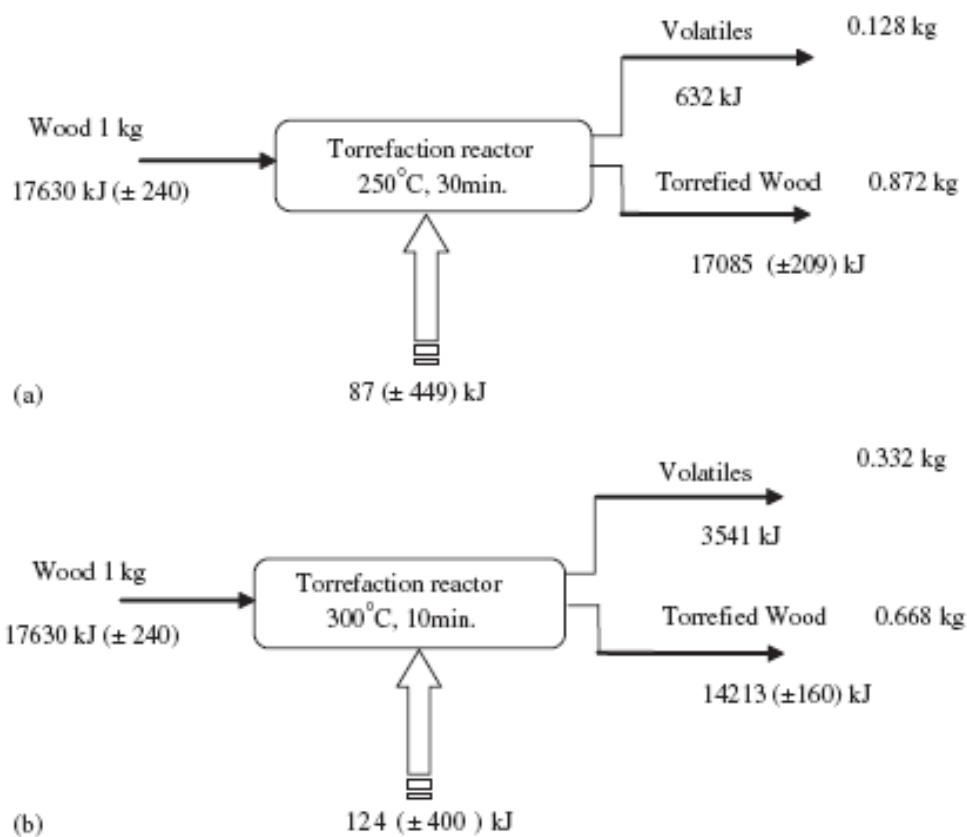 Volatiles 0.128 kg
632 kJ
Wood 1 kg
17630 kJ (± 240)
Torrefaction reactor
250°C, 30min.
Torrefied Wood 0.872 kg
17085 (±209) kJ
(a) 87 (± 449) kJ
Volatiles 0.332 kg
3541 kJ
Wood 1 kg
17630 kJ (± 240)
Torrefaction reactor
300°C, 10min.
Torrefied Wood 0.668 kg
14213 (±160) kJ
(b) 124 (± 400 ) kJ